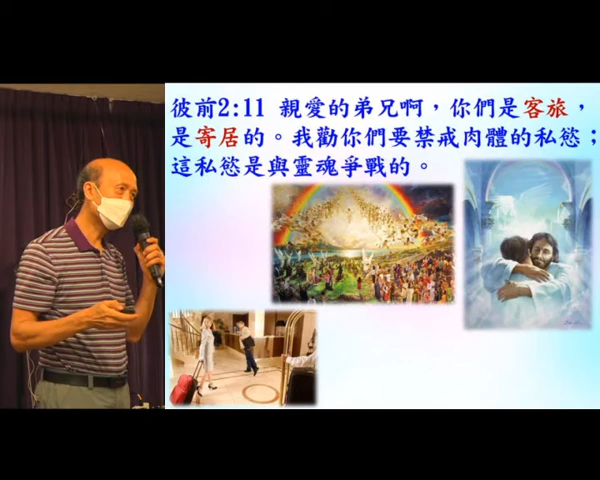 彼前2:11 親愛的弟兄啊，你們是客旅，
是寄居的。我勸你們要禁戒肉體的私慾；
這私慾是與靈魂爭戰的。